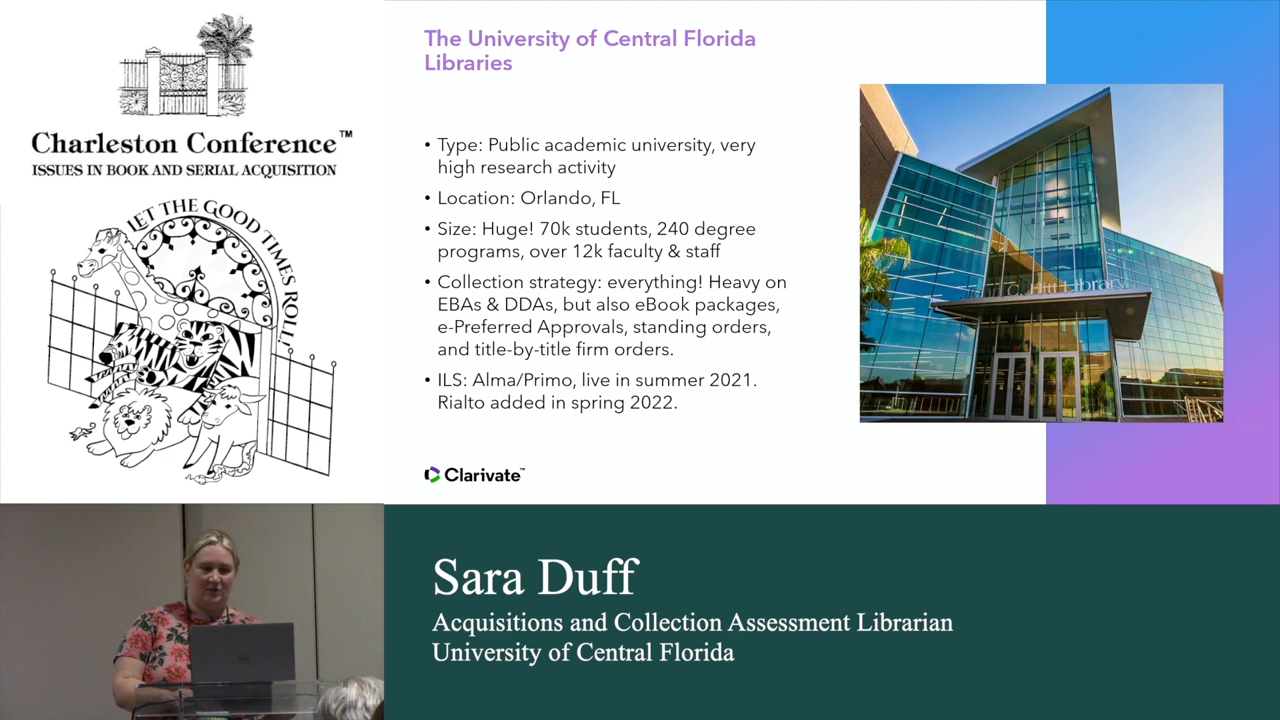 Charleston Conference™
ISSUES IN BOOK AND SERIAL ACQUISITION
LET THE GOOD TIMES ROLL!
The University of Central Florida
Libraries
• Type: Public academic university, very
high research activity
• Location: Orlando, FL
• Size: Huge! 70k students, 240 degree
programs, over 12k faculty & staff
• Collection strategy: everything! Heavy on
EBAs & DDAs, but also eBook packages,
e-Preferred Approvals, standing orders,
and title-by-title firm orders.
• ILS: Alma/Primo, live in summer 2021.
Rialto added in spring 2022.
Clarivate™
John C. Hitt Library
Sara Duff
Acquisitions and Collection Assessment Librarian
University of Central Florida